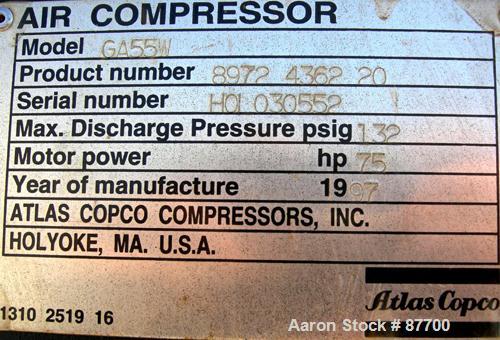 AIR COMPRESSOR
Model GA55W
Product number 8972 4362 20
Serial number HOL 030552
Max. Discharge Pressure psig 132
Motor power hp 75
Year of manufacture 1997
ATLAS COPCO COMPRESSORS, INC.
HOLYOKE, MA. U.S.A.
Atlas Copco
1310 2519 16
Aaron Stock # 87700